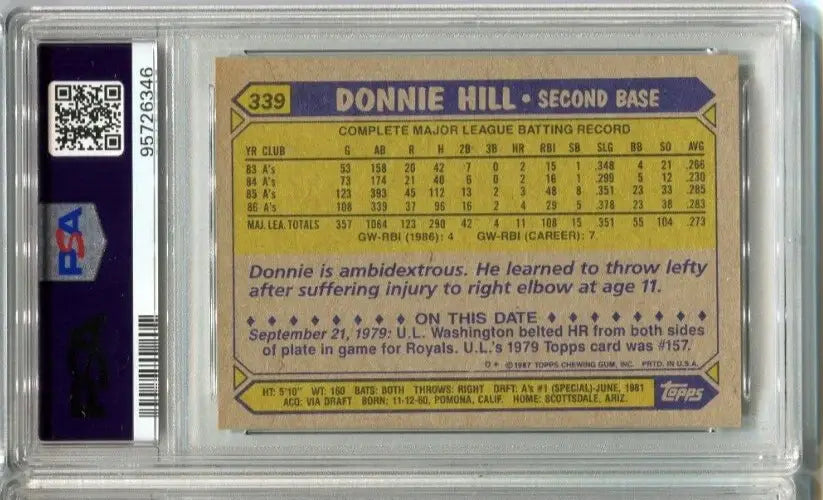 PSA
95726346
339 DONNIE HILL • SECOND BASE
COMPLETE MAJOR LEAGUE BATTING RECORD
YR CLUB G AB R H 2B 3B HR RBI SB SLG BB SO AVG
83 A's 53 158 20 42 7 0 2 15 1 .348 4 21 .266
84 A's 73 174 21 40 6 0 2 16 1 .299 5 12 .230
85 A's 123 393 45 112 13 2 3 48 8 .351 23 33 .285
86 A's 108 339 37 96 16 2 4 29 5 .378 23 38 .283
MAJ. LEA. TOTALS 357 1064 123 290 42 4 11 108 15 .351 55 104 .273
GW-RBI (1986): 4 GW-RBI (CAREER): 7
Donnie is ambidextrous. He learned to throw lefty
after suffering injury to right elbow at age 11.
ON THIS DATE
September 21, 1979: U.L. Washington belted HR from both sides
of plate in game for Royals. U.L.'s 1979 Topps card was #157.
D* ©1987 TOPPS CHEWING GUM, INC. PRTD. IN U.S.A.
HT: 5'10" WT: 160 BATS: BOTH THROWS: RIGHT DRFT: A's #1 (SPECIAL)-JUNE, 1981
ACQ: VIA DRAFT BORN: 11-12-60, POMONA, CALIF. HOME: SCOTTSDALE, ARIZ.
topps